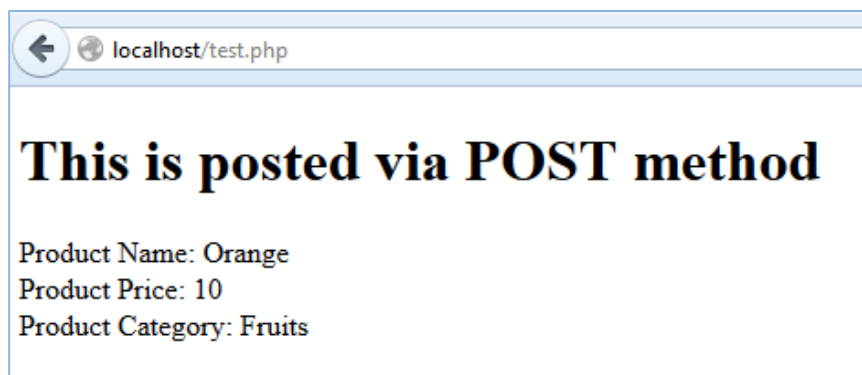 localhost/test.php
This is posted via POST method
Product Name: Orange
Product Price: 10
Product Category: Fruits